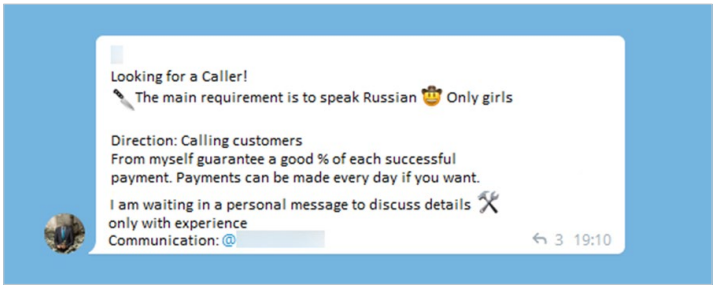 Looking for a Caller!
🔪The main requirement is to speak Russian 🤠 Only girls
Direction: Calling customers
From myself guarantee a good % of each successful
payment. Payments can be made every day if you want.
I am waiting in a personal message to discuss details 🛠
only with experience
Communication: @
3 19:10